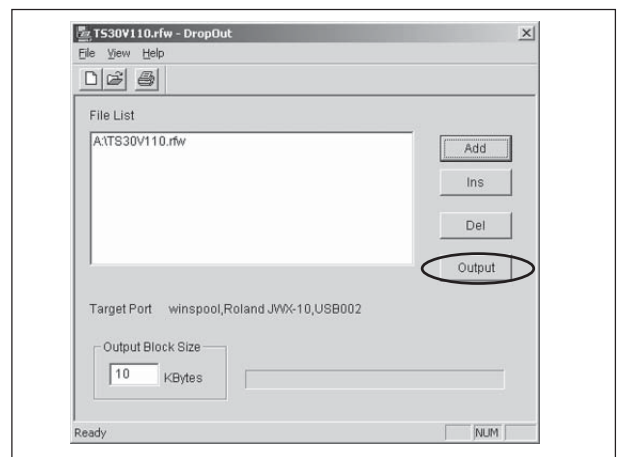 TS30V110.rfw - DropOut
File View Help
File List
A:\TS30V110.rfw
Add
Ins
Del
Output
Target Port winspool,Roland JWX-10,USB002
Output Block Size
10 KBytes
Ready NUM